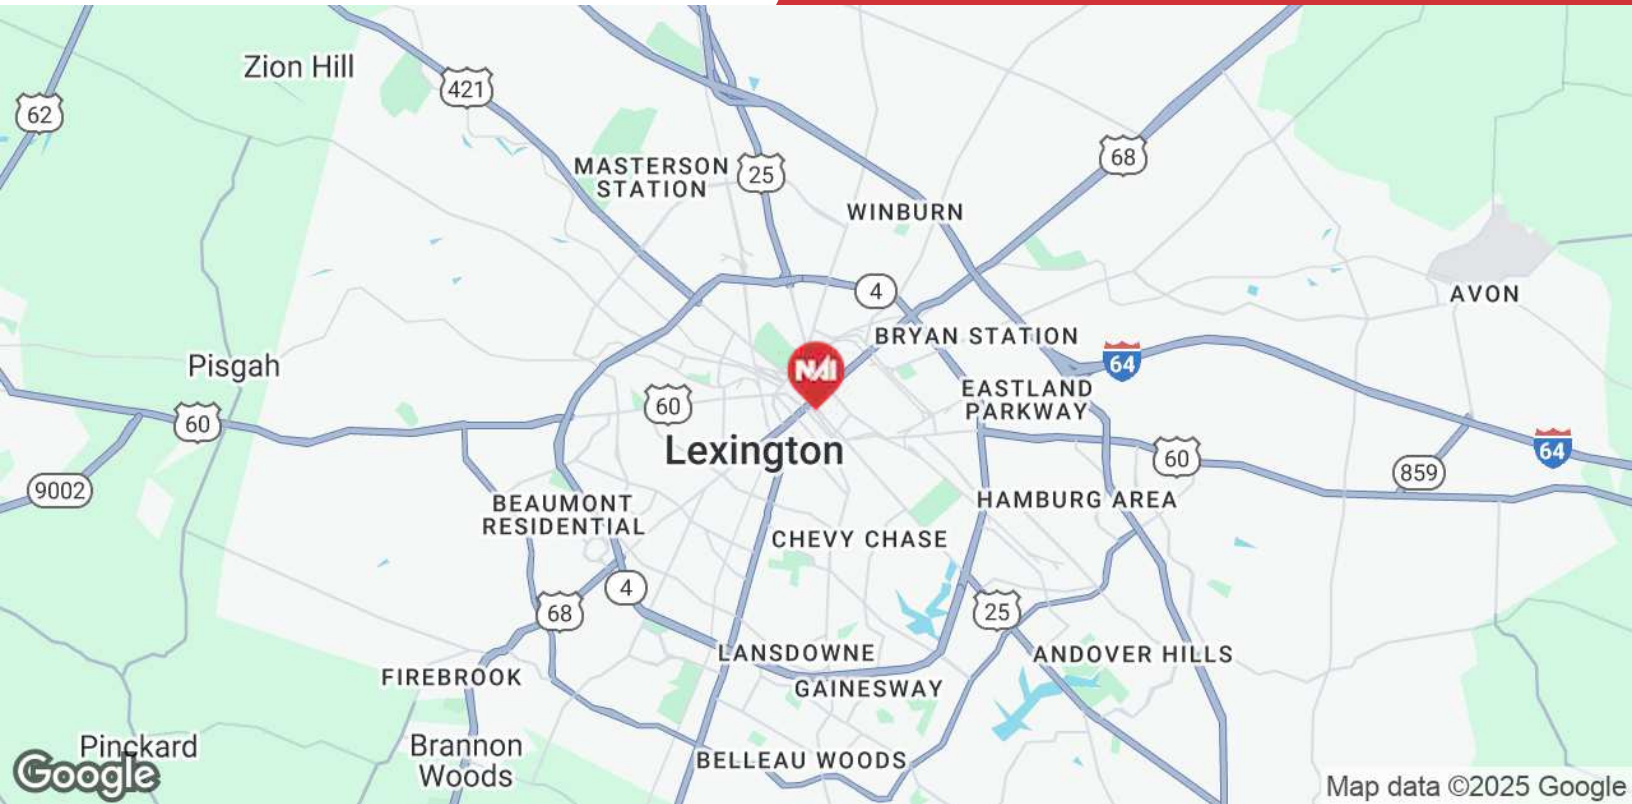 Zion Hill
421
62
MASTERSON
STATION
25
68
WINBURN
4
AVON
BRYAN STATION
64
Pisgah
NAI
EASTLAND
PARKWAY
60
60
Lexington
60
64
859
9002
BEAUMONT
RESIDENTIAL
HAMBURG AREA
CHEVY CHASE
4
68
25
LANSDOWNE
ANDOVER HILLS
FIREBROOK
GAINESWAY
Pinckard
Brannon
Woods
BELLEAU WOODS
Google
Map data ©2025 Google